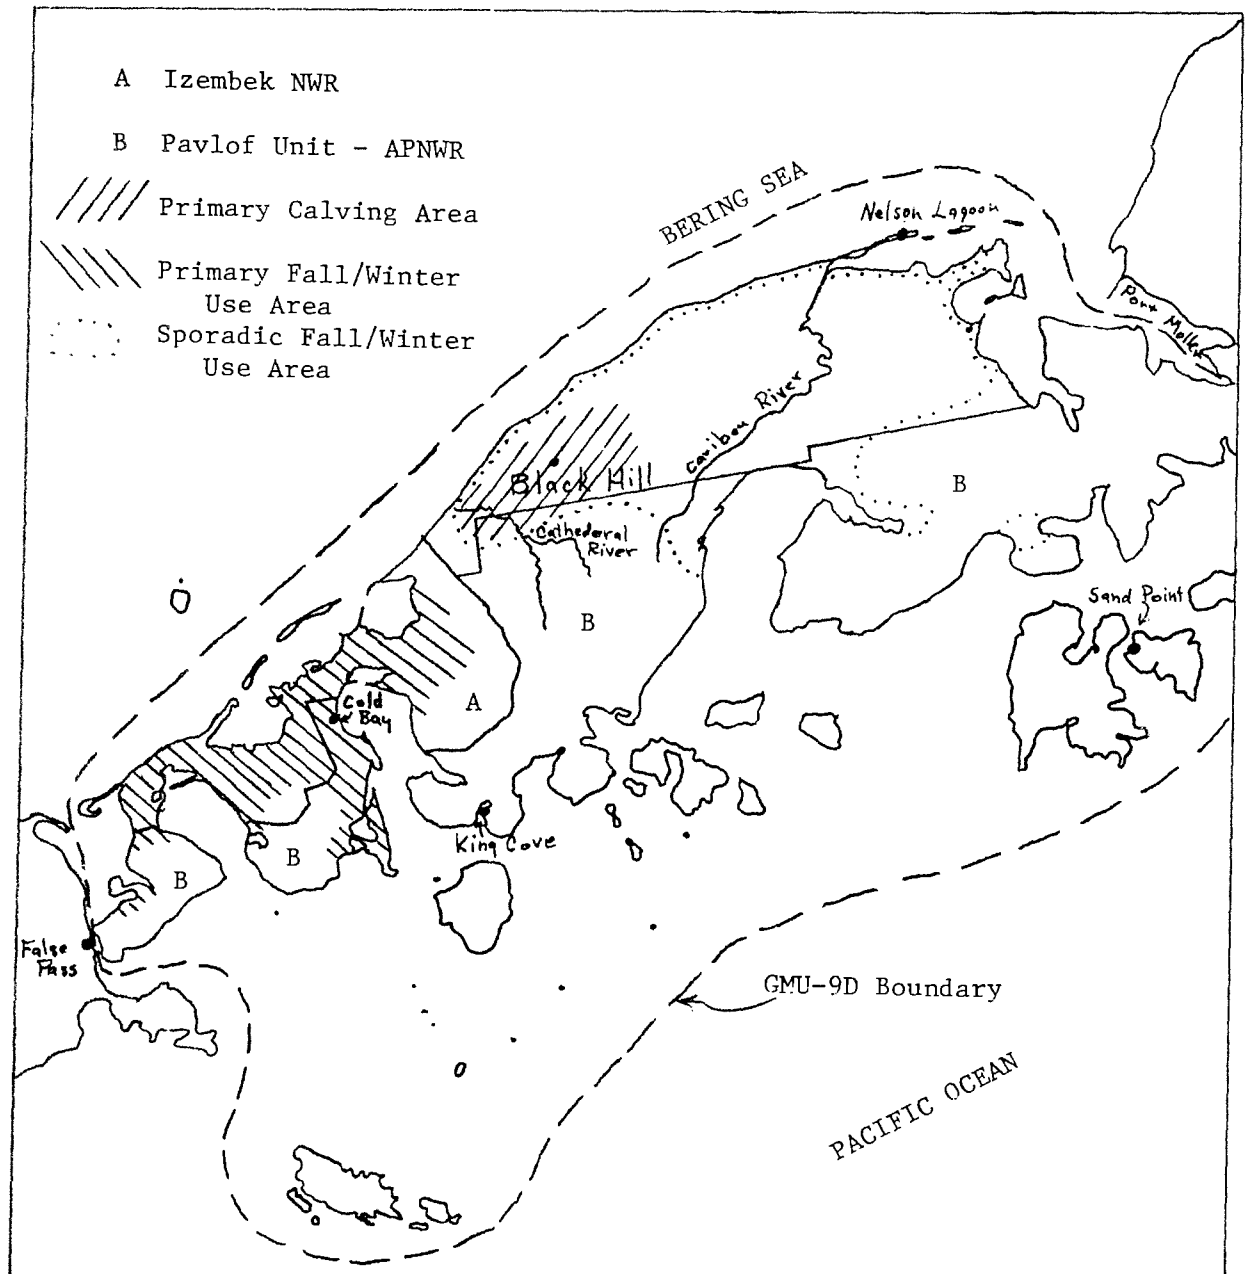 A Izembek NWR
B Pavlof Unit - APNWR
Primary Calving Area
Primary Fall/Winter
Use Area
Sporadic Fall/Winter
Use Area
BERING SEA
Nelson Lagoon
Port Moller
Caribou River
Black Hill
B
Cathederal
River
B
Sand Point
A
Cold
Bay
King Cove
B
B
False
Pass
GMU-9D Boundary
PACIFIC OCEAN